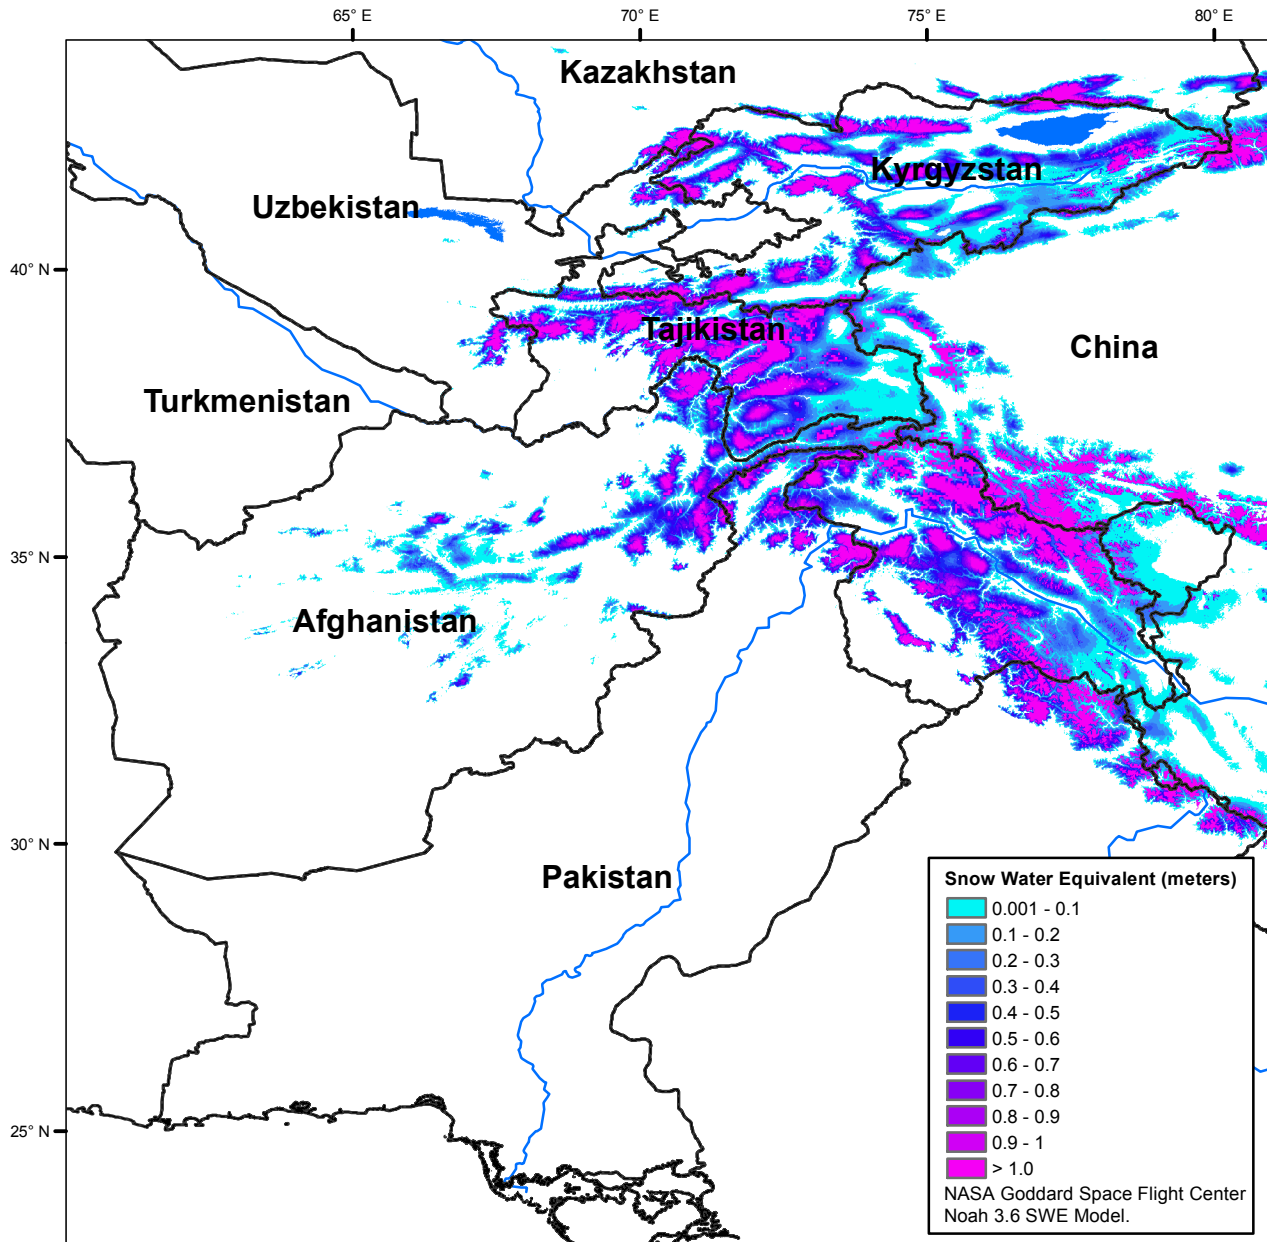 65° E
70° E
75° E
80° E
Kazakhstan
Kyrgyzstan
Uzbekistan
40° N
Tajikistan
China
Turkmenistan
35° N
Afghanistan
30° N
Pakistan
25° N
Snow Water Equivalent (meters)
0.001 - 0.1
0.1 - 0.2
0.2 - 0.3
0.3 - 0.4
0.4 - 0.5
0.5 - 0.6
0.6 - 0.7
0.7 - 0.8
0.8 - 0.9
0.9 - 1
> 1.0
NASA Goddard Space Flight Center
Noah 3.6 SWE Model.